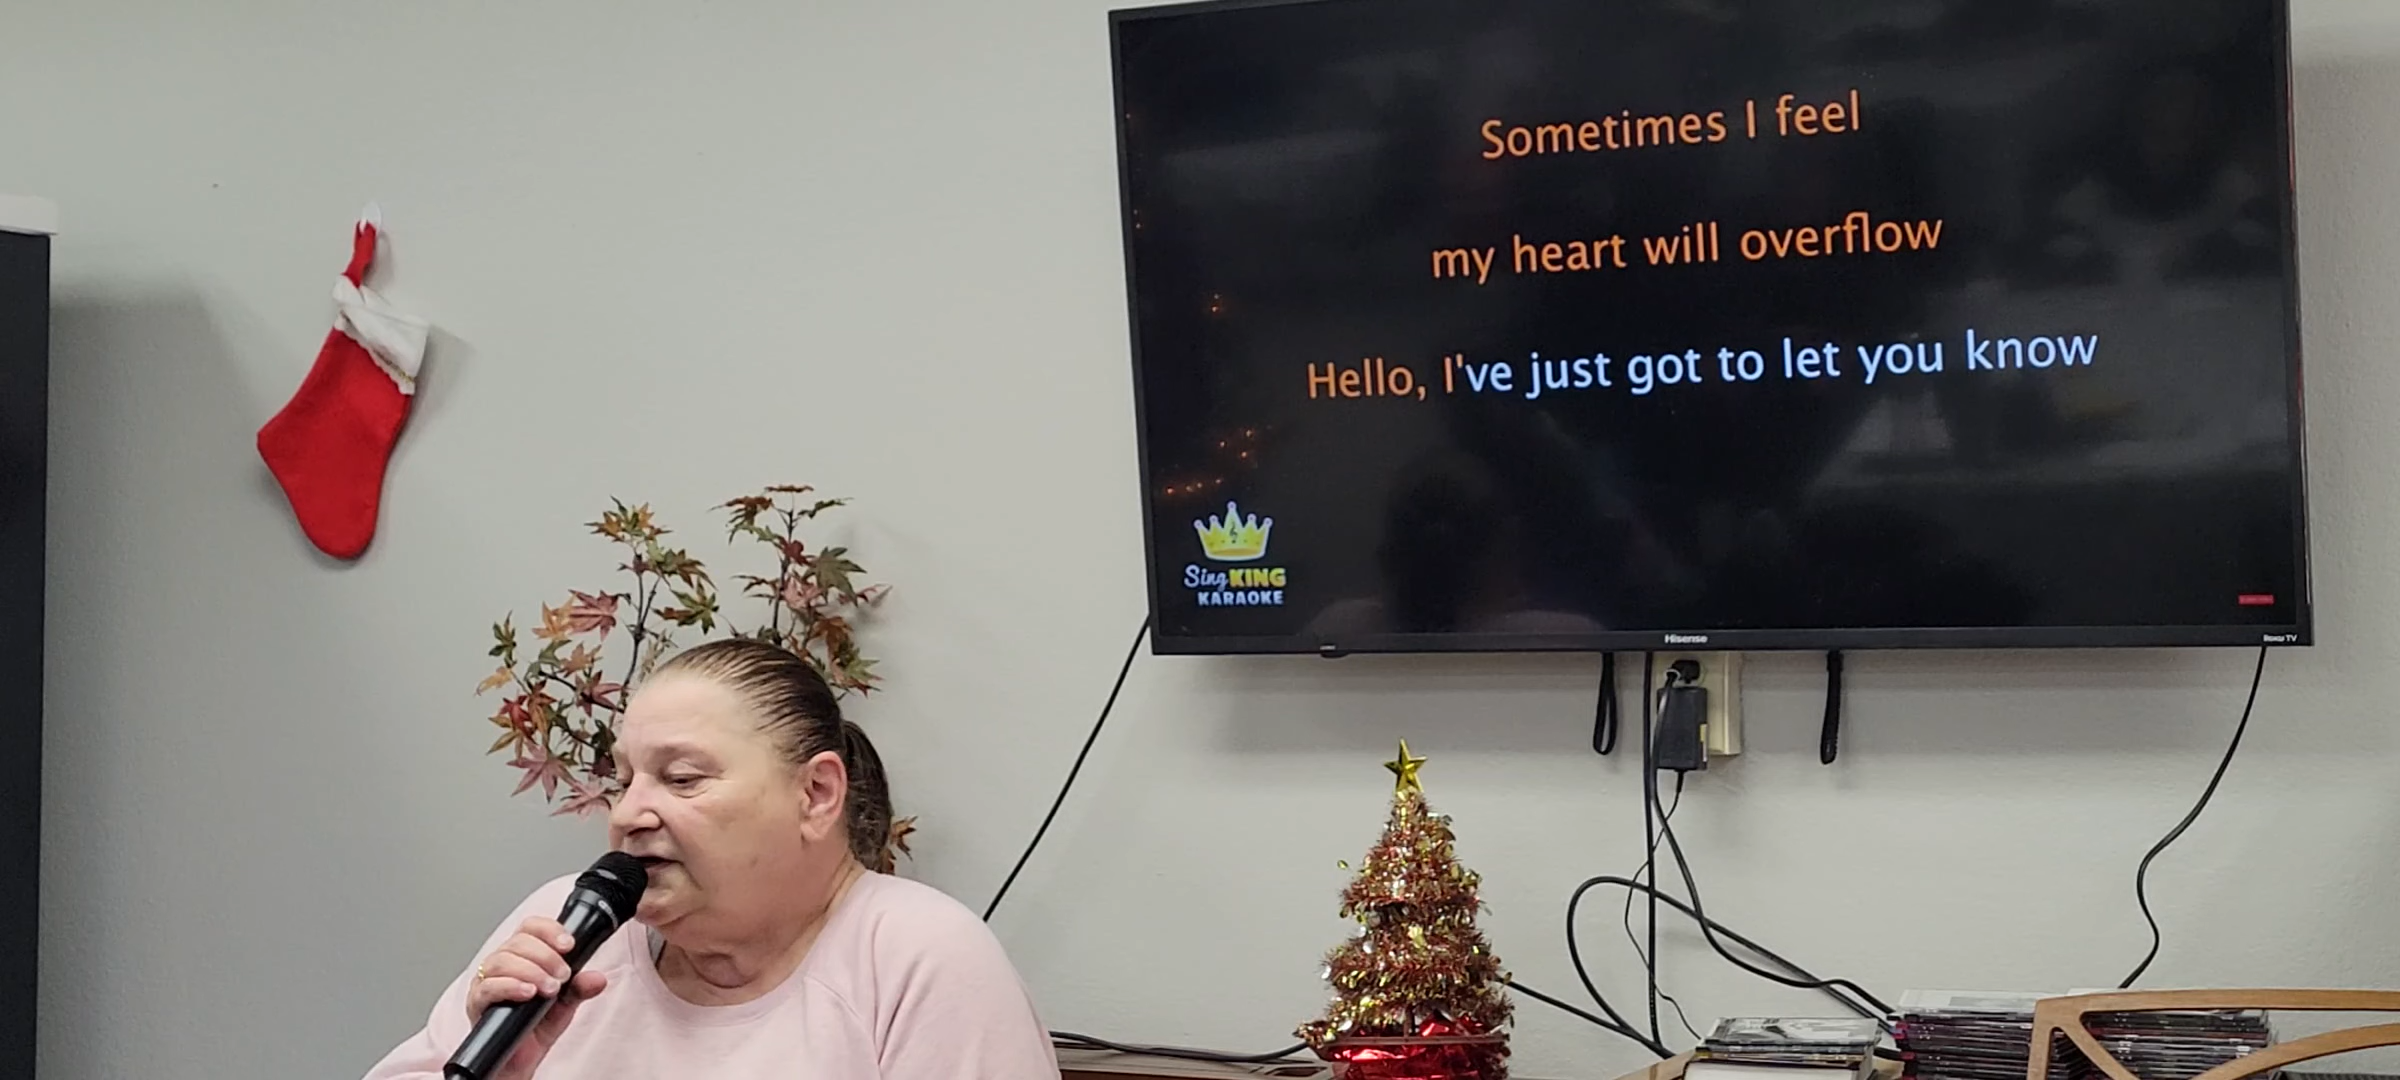 Sometimes I feel
my heart will overflow
Hello, I've just got to let you know
Sing KING
KARAOKE
Hisense
Roku TV